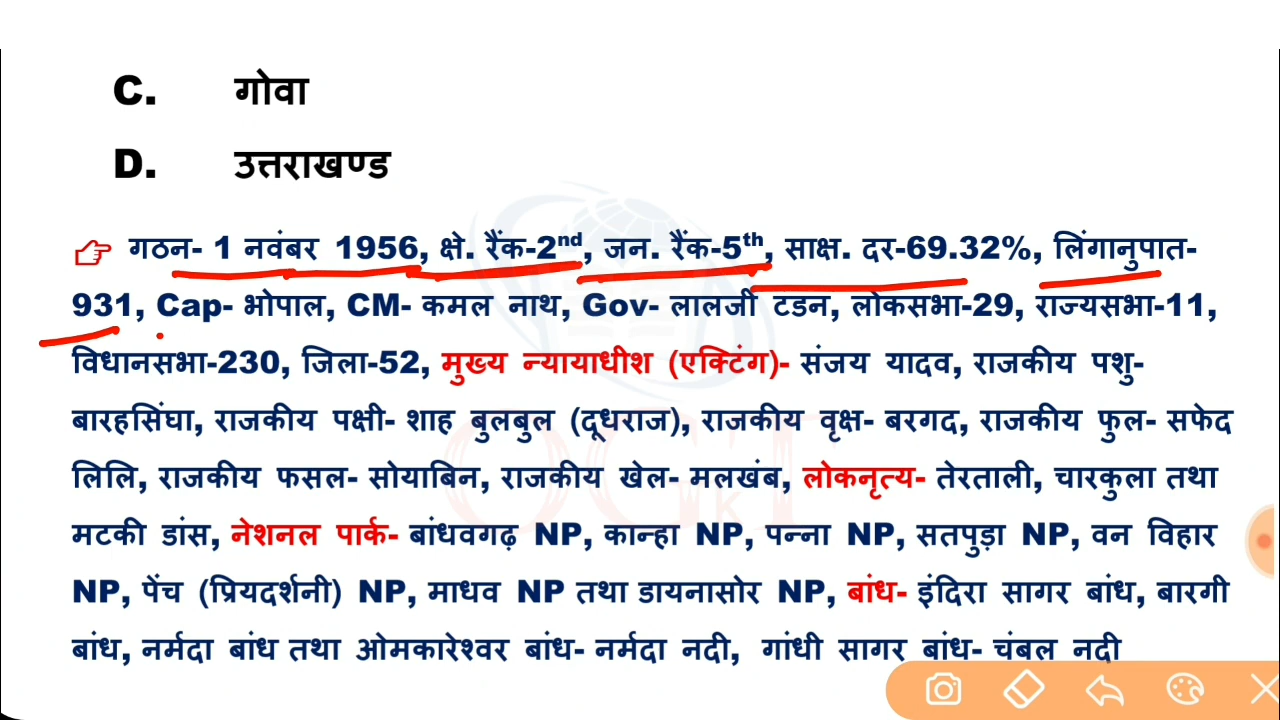 C. गोवा
D. उत्तराखण्ड
गठन- 1 नवंबर 1956, क्षे. रैंक-2nd, जन. रैंक-5th, साक्ष. दर-69.32%, लिंगानुपात-
931, Cap- भोपाल, CM- कमल नाथ, Gov- लालजी टडन, लोकसभा-29, राज्यसभा-11,
विधानसभा-230, जिला-52, मुख्य न्यायाधीश (एक्टिंग)- संजय यादव, राजकीय पशु-
बारहसिंघा, राजकीय पक्षी- शाह बुलबुल (दूधराज), राजकीय वृक्ष- बरगद, राजकीय फुल- सफेद
लिलि, राजकीय फसल- सोयाबिन, राजकीय खेल- मलखंब, लोकनृत्य- तेरताली, चारकुला तथा
मटकी डांस, नेशनल पार्क- बांधवगढ़ NP, कान्हा NP, पन्ना NP, सतपुड़ा NP, वन विहार
NP, पेंच (प्रियदर्शनी) NP, माधव NP तथा डायनासोर NP, बांध- इंदिरा सागर बांध, बारगी
बांध, नर्मदा बांध तथा ओमकारेश्वर बांध- नर्मदा नदी, गांधी सागर बांध- चंबल नदी